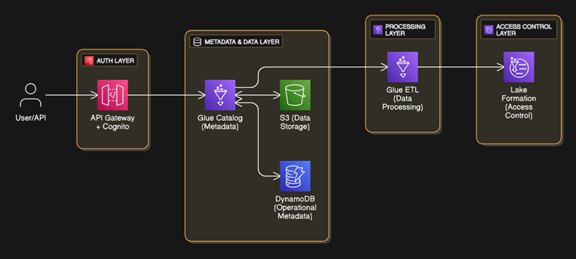 AUTH LAYER
METADATA & DATA LAYER
PROCESSING
LAYER
ACCESS CONTROL
LAYER
User/API
API Gateway
+ Cognito
Glue Catalog
(Metadata)
S3 (Data
Storage)
Glue ETL
(Data
Processing)
Lake
Formation
(Access
Control)
DynamoDB
(Operational
Metadata)